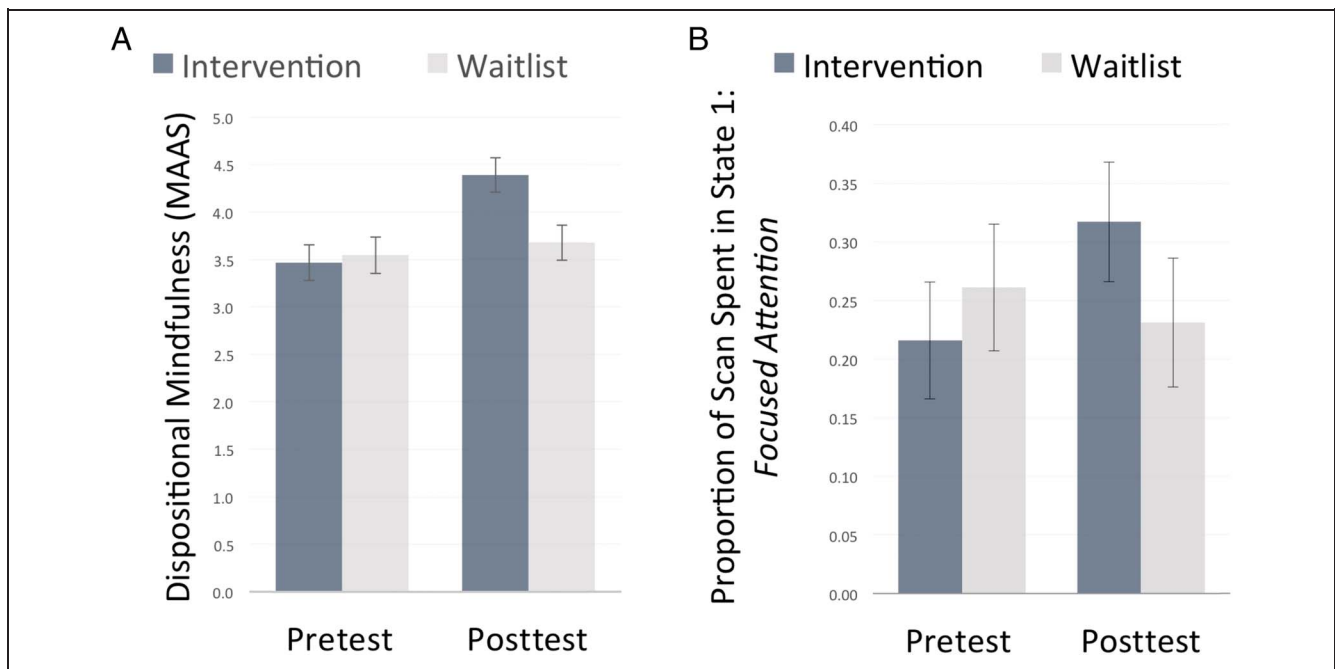 A
Intervention
Waitlist
Dispositional Mindfulness (MAAS)
5.0
4.5
4.0
3.5
3.0
2.5
2.0
1.5
1.0
0.5
0.0
Pretest
Posttest
B
Intervention
Waitlist
Proportion of Scan Spent in State 1:
Focused Attention
0.40
0.35
0.30
0.25
0.20
0.15
0.10
0.05
0.00
Pretest
Posttest